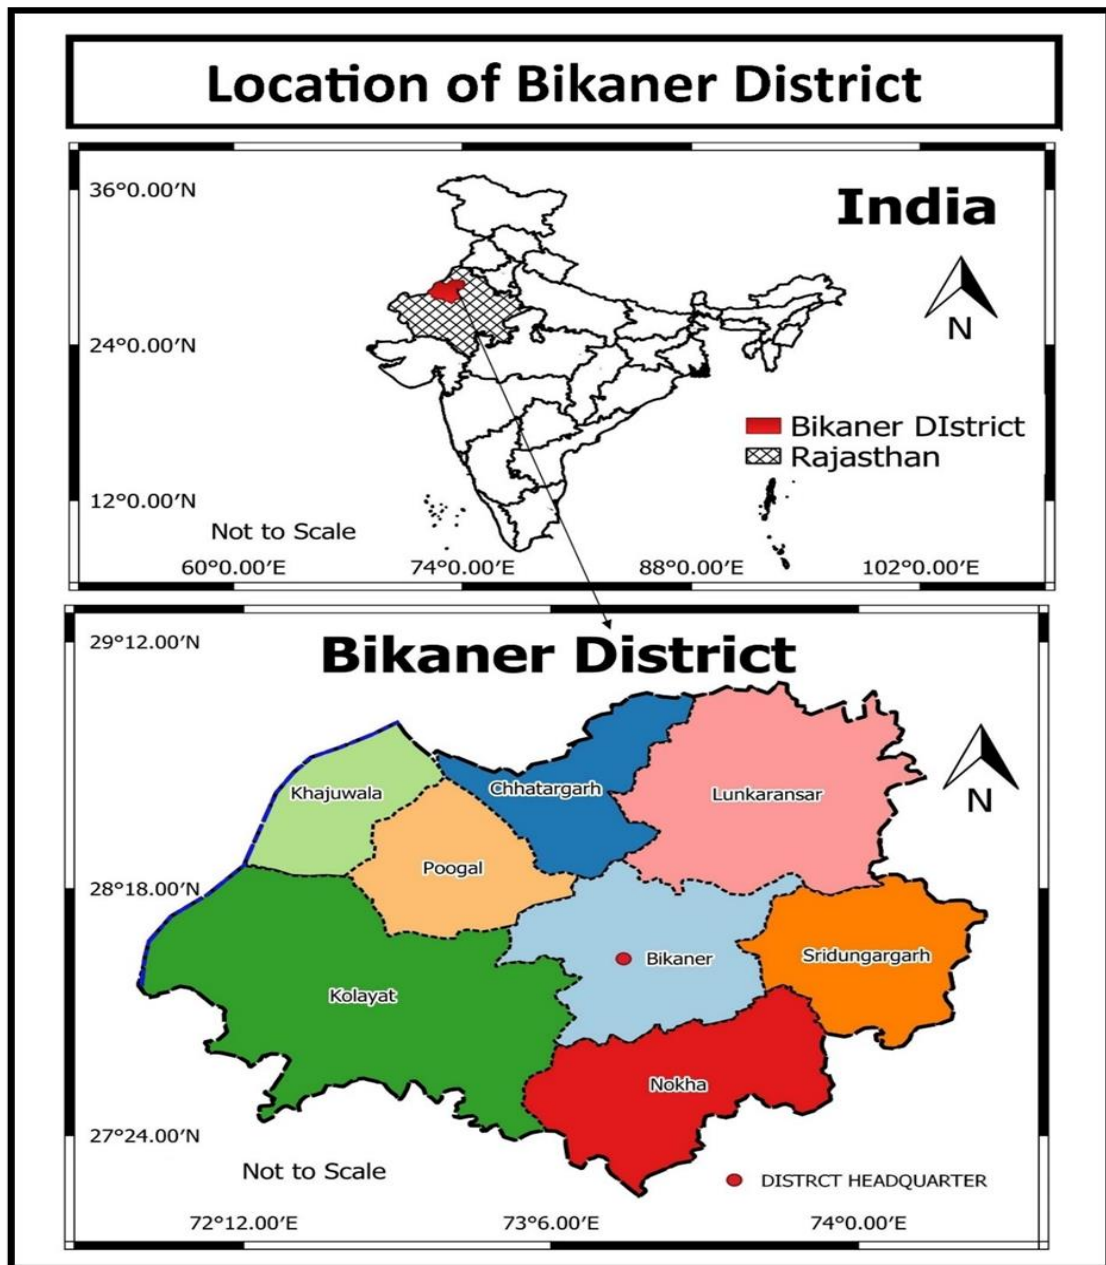 Location of Bikaner District
36°0.00′N
India
N
24°0.00′N
Bikaner DIstrict
Rajasthan
12°0.00′N
Not to Scale
60°0.00′E 74°0.00′E 88°0.00′E 102°0.00′E
29°12.00′N
Bikaner District
N
Khajuwala
Chhatargarh
Lunkaransar
Poogal
28°18.00′N
Bikaner
Sridungargarh
Kolayat
Nokha
27°24.00′N
Not to Scale
DISTRCT HEADQUARTER
72°12.00′E 73°6.00′E 74°0.00′E